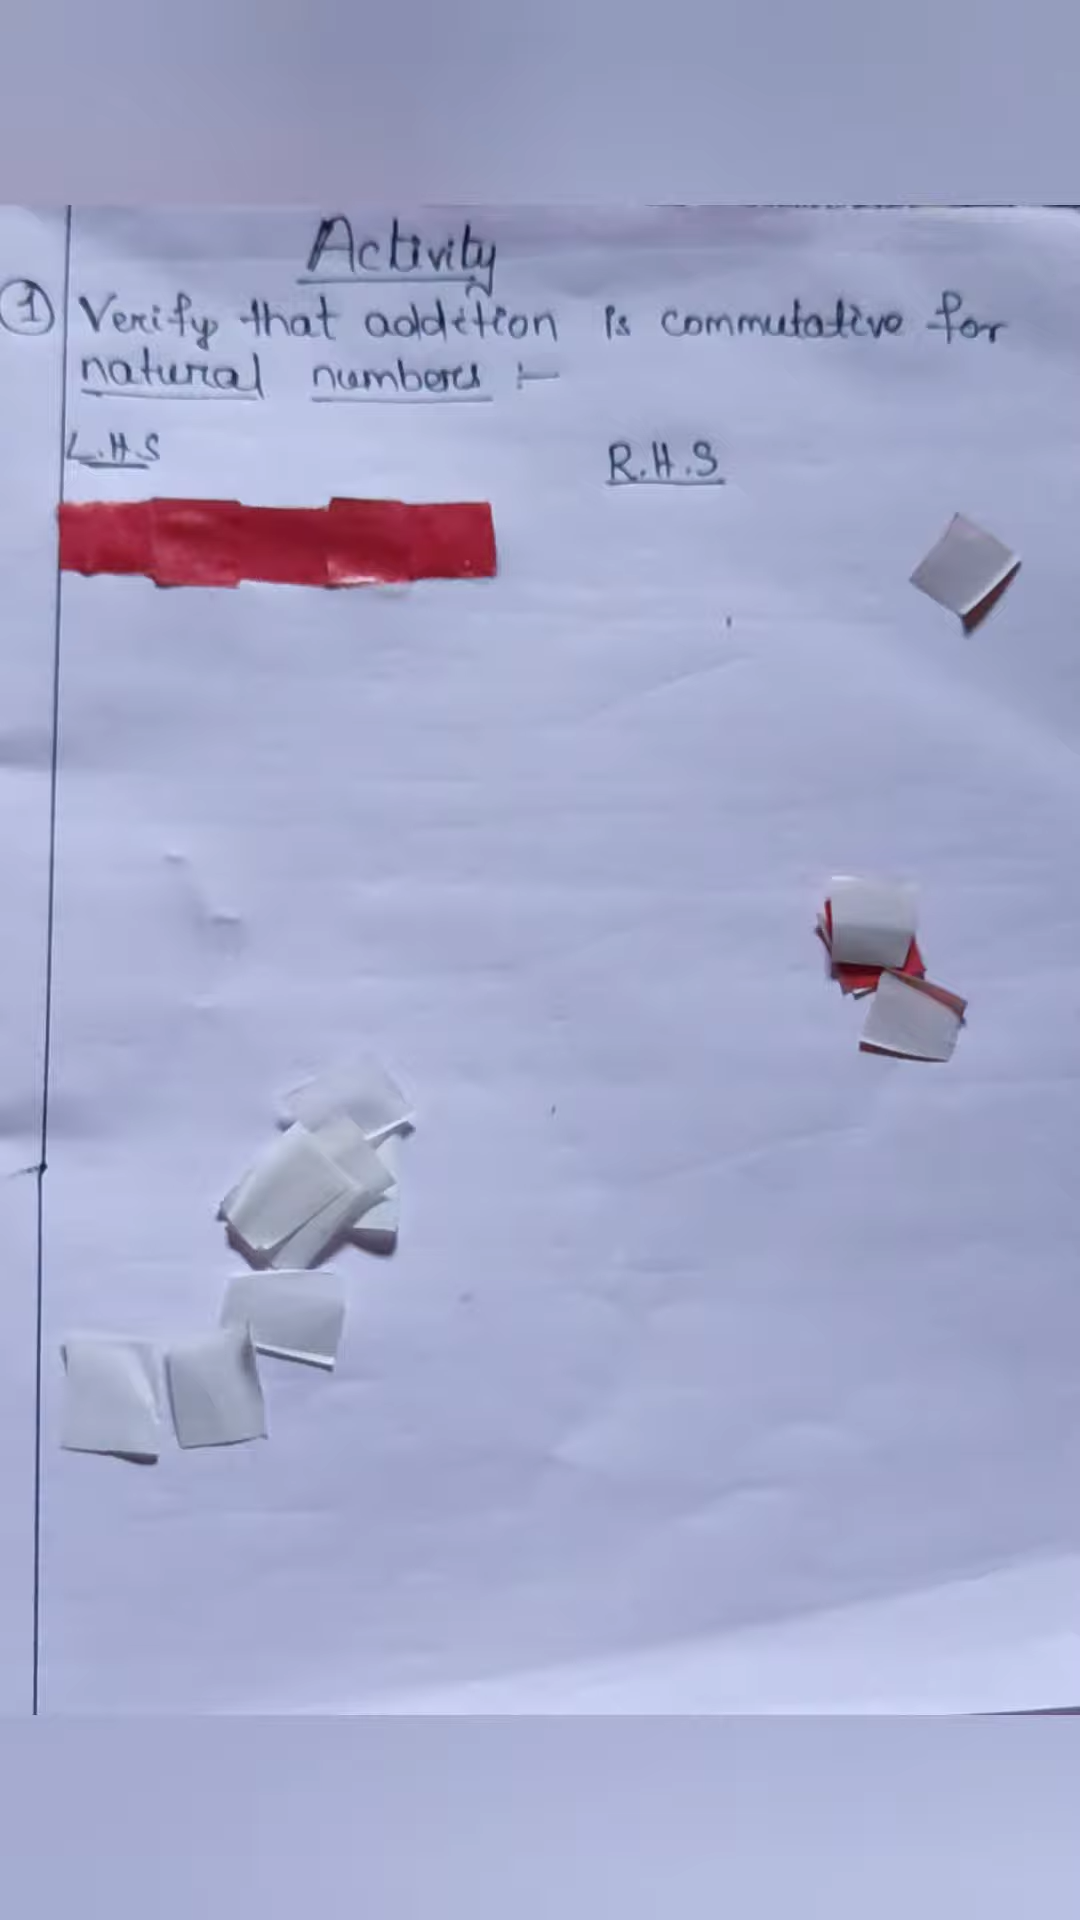 Activity
① Verify that addition is commutative for
natural numbers :-
L.H.S
R.H.S